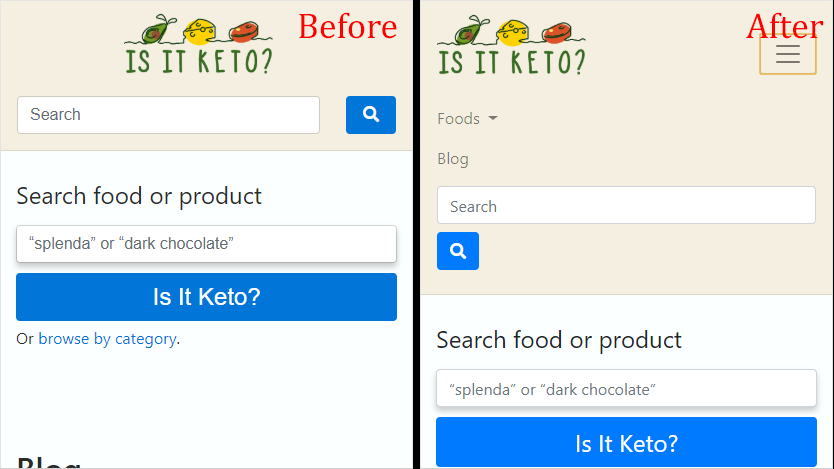 Before
IS IT KETO?
Search
Search food or product
“splenda” or “dark chocolate”
Is It Keto?
Or browse by category.
Blog
After
IS IT KETO?
Foods
Blog
Search
Search food or product
“splenda” or “dark chocolate”
Is It Keto?